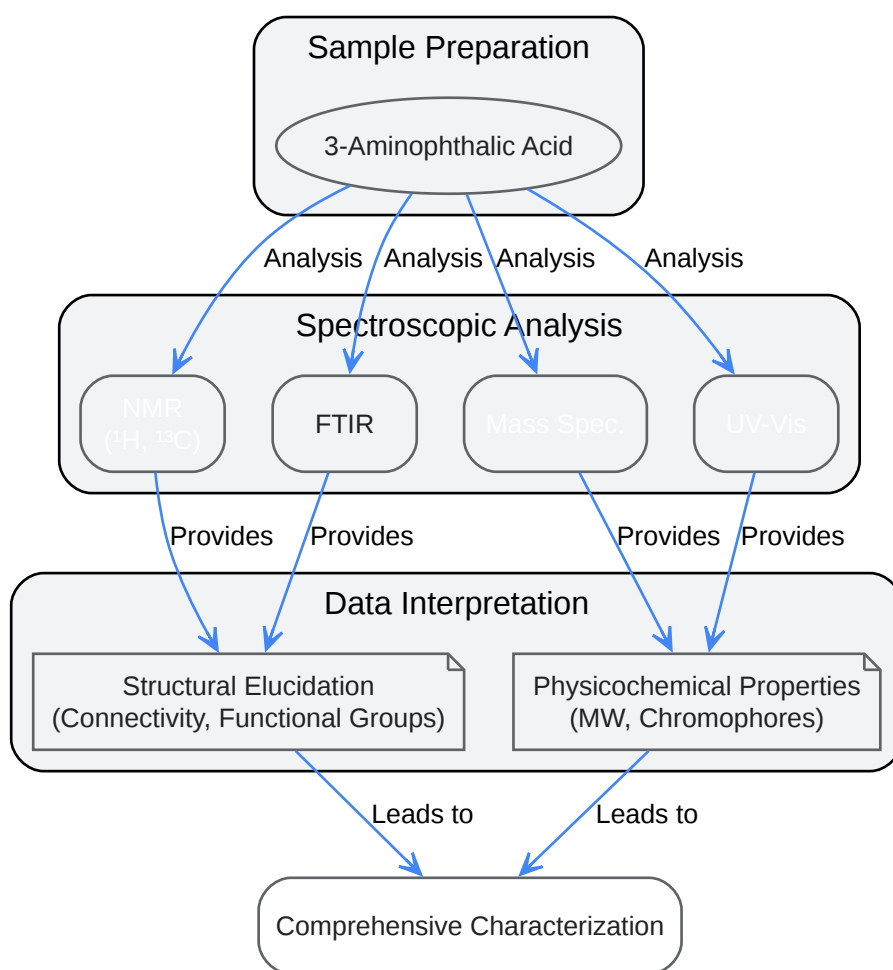 Sample Preparation
3-Aminophthalic Acid
Analysis Analysis Analysis Analysis
Spectroscopic Analysis
NMR
(¹H, ¹³C)
FTIR
Mass Spec.
UV-Vis
Provides Provides Provides Provides
Data Interpretation
Structural Elucidation
(Connectivity, Functional Groups)
Physicochemical Properties
(MW, Chromophores)
Leads to Leads to
Comprehensive Characterization